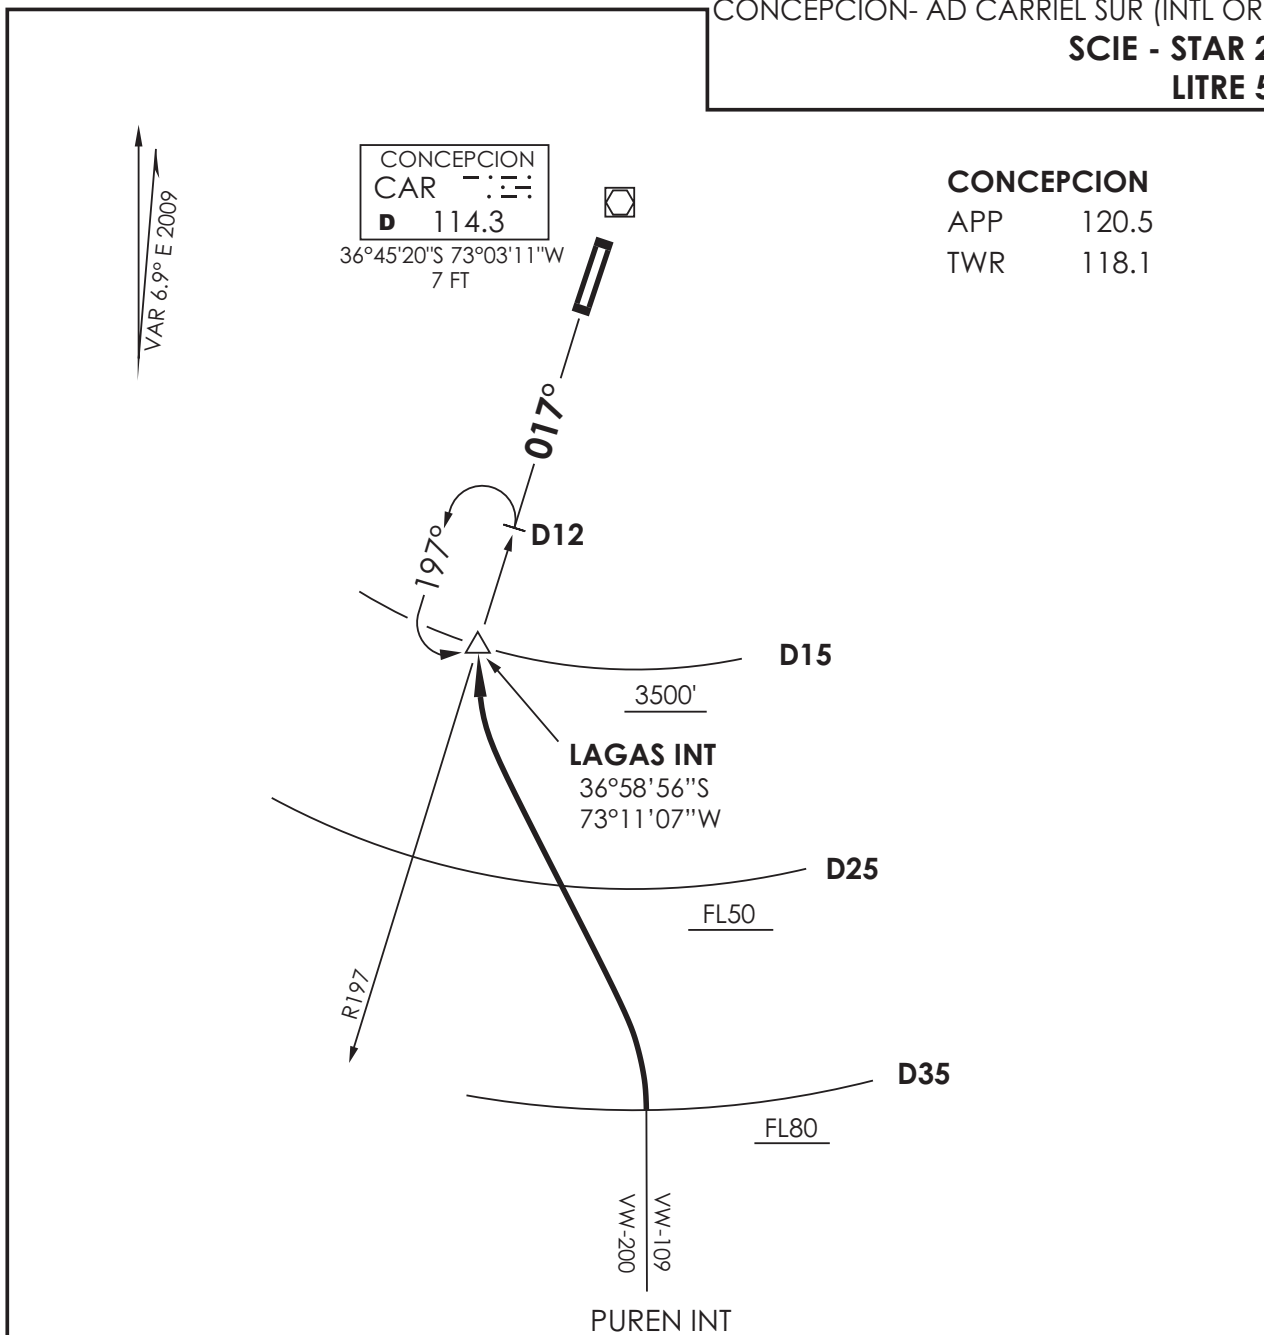 CONCEPCION- AD CARRIEL SUR (INTL OR
SCIE - STAR 2
LITRE 5
VAR 6.9° E 2009
CONCEPCION
CAR
D 114.3
36°45'20"S 73°03'11"W
7 FT
CONCEPCION
APP 120.5
TWR 118.1
017°
D12
197°
D15
3500'
LAGAS INT
36°58’56”S
73°11’07”W
D25
FL50
R197
D35
FL80
VW-200
VW-109
PUREN INT